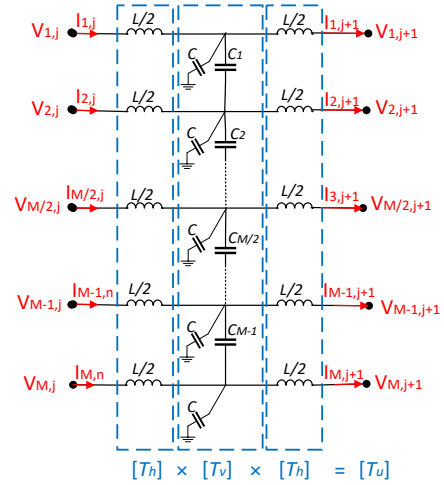 I1,j L/2 L/2 I1,j+1
V1,j C C1 V1,j+1
I2,j L/2 L/2 I2,j+1
V2,j C C2 V2,j+1
IM/2,j L/2 L/2 I3,j+1
VM/2,j C CM/2 VM/2,j+1
IM-1,n L/2 L/2 IM-1,j+1
VM-1,j C CM-1 VM-1,j+1
IM,n L/2 L/2 IM,j+1
VM,j C VM,j+1
[Th] × [Tv] × [Th] = [Tu]